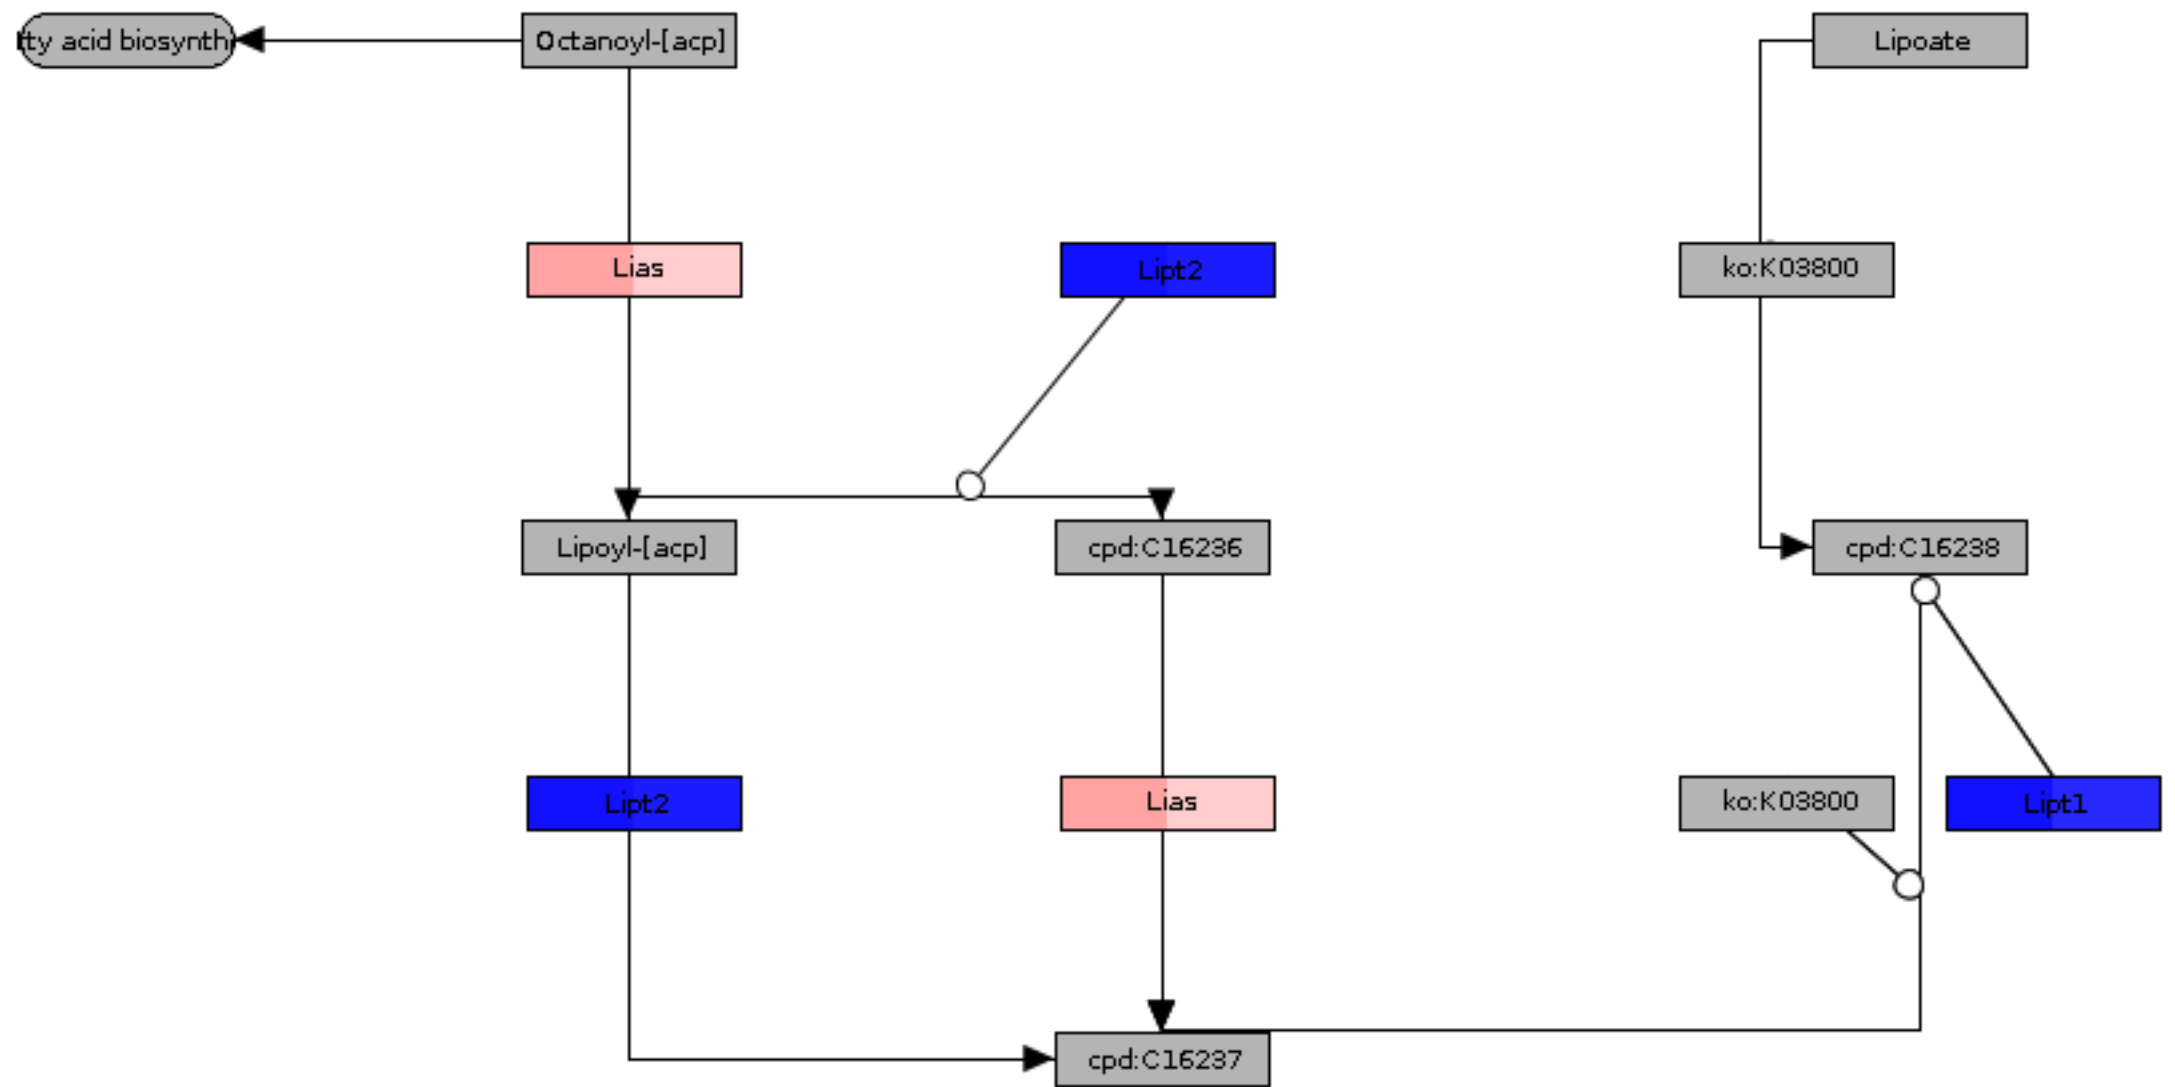 tty acid biosynth
Octanoyl-[acp]
Lipoate
Lias
Lipt2
ko:K03800
Lipoyl-[acp]
cpd:C16236
cpd:C16238
Lipt2
Lias
ko:K03800
Lipt1
cpd:C16237